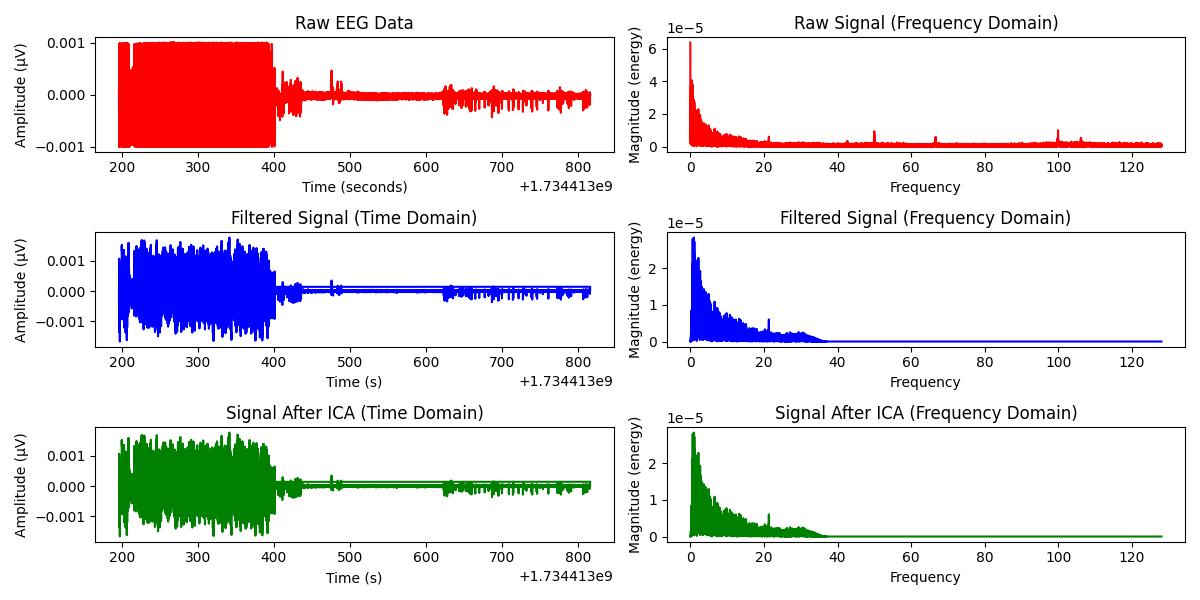 Raw EEG Data
Amplitude (µV)
0.001
0.000
−0.001
200 300 400 500 600 700 800
Time (seconds)
+1.734413e9
Raw Signal (Frequency Domain)
1e−5
Magnitude (energy)
6
4
2
0
0 20 40 60 80 100 120
Frequency
Filtered Signal (Time Domain)
Amplitude (µV)
0.001
0.000
−0.001
200 300 400 500 600 700 800
Time (s)
+1.734413e9
Filtered Signal (Frequency Domain)
1e−5
Magnitude (energy)
2
1
0
0 20 40 60 80 100 120
Frequency
Signal After ICA (Time Domain)
Amplitude (µV)
0.001
0.000
−0.001
200 300 400 500 600 700 800
Time (s)
+1.734413e9
Signal After ICA (Frequency Domain)
1e−5
Magnitude (energy)
2
1
0
0 20 40 60 80 100 120
Frequency